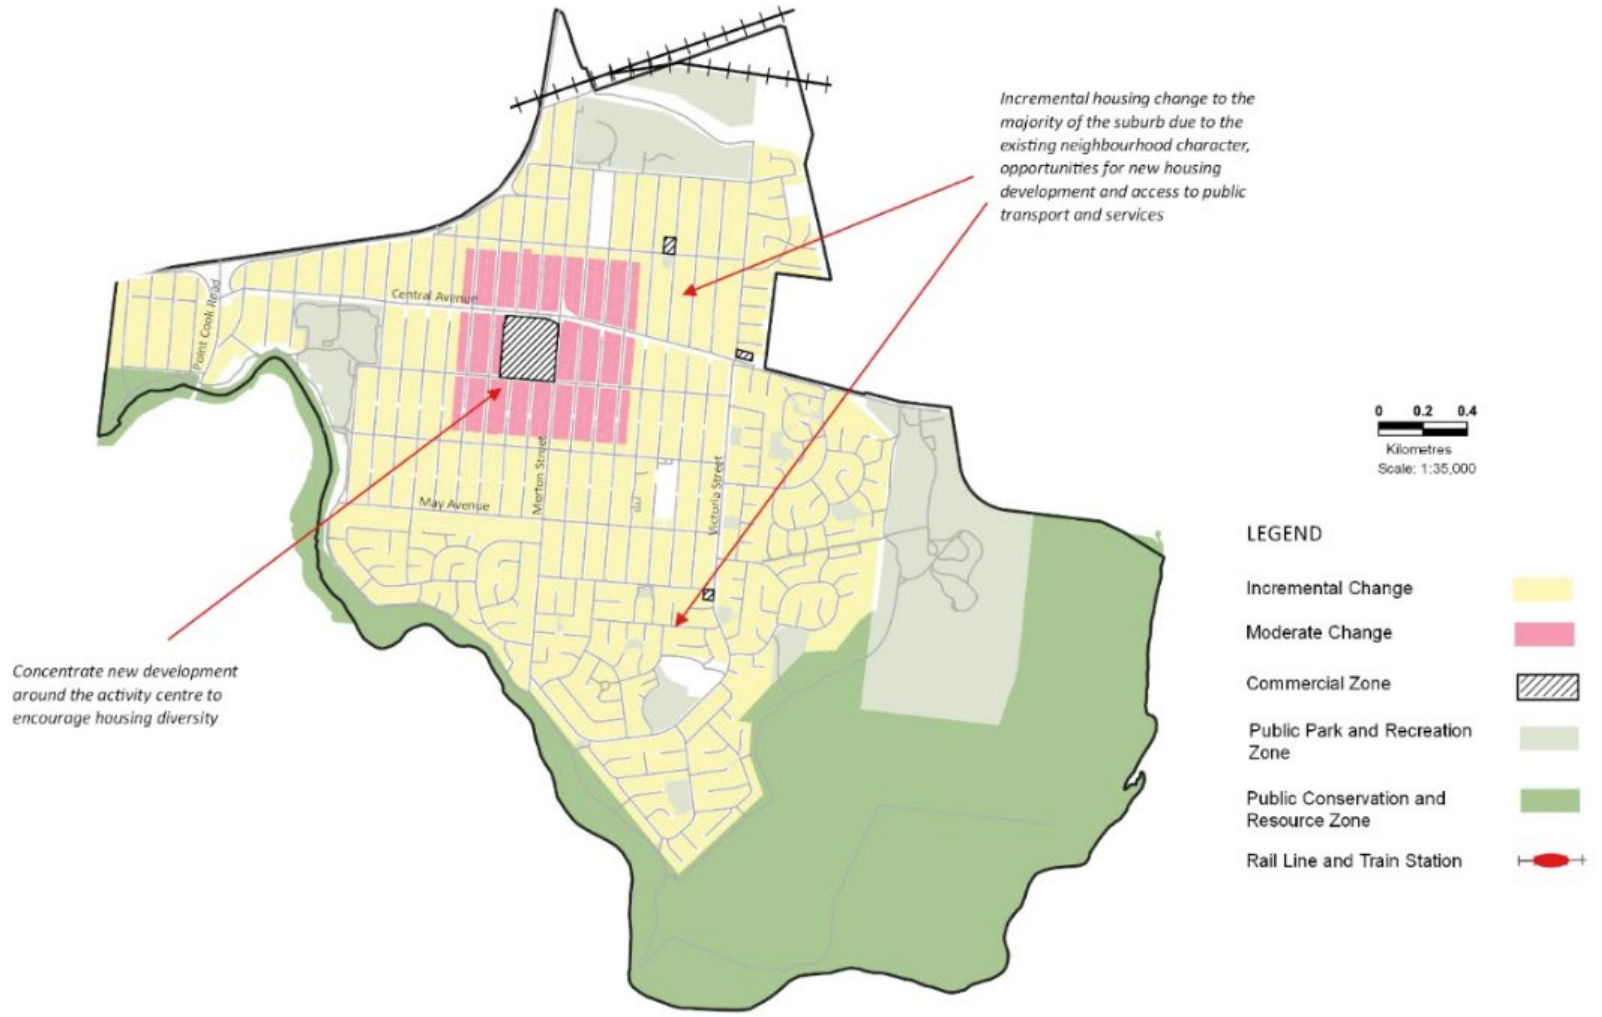 Incremental housing change to the
majority of the suburb due to the
existing neighbourhood character,
opportunities for new housing
development and access to public
transport and services
Central Avenue
Point Cook Road
May Avenue
Merton Street
Victoria Street
Concentrate new development
around the activity centre to
encourage housing diversity
0 0.2 0.4
Kilometres
Scale: 1:35,000
LEGEND
Incremental Change
Moderate Change
Commercial Zone
Public Park and Recreation
Zone
Public Conservation and
Resource Zone
Rail Line and Train Station